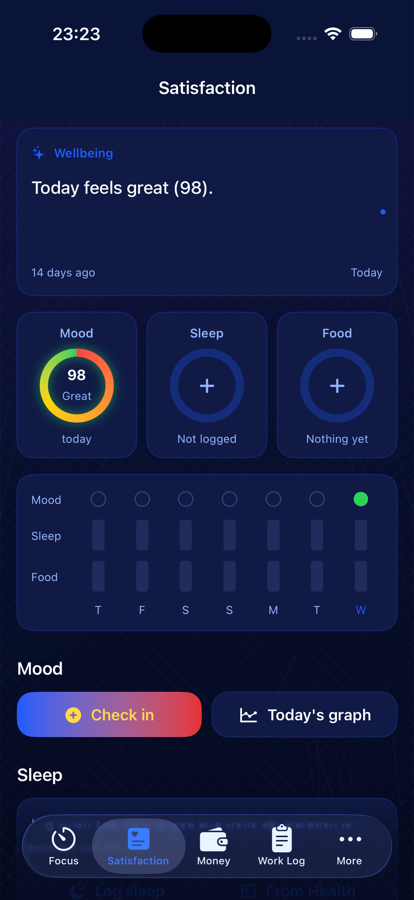 23:23
Satisfaction
Wellbeing
Today feels great (98).
14 days ago Today
Mood Sleep Food
98
Great
today Not logged Nothing yet
Mood
Sleep
Food
T F S S M T W
Mood
Check in Today's graph
Sleep
Focus Satisfaction Money Work Log More
Log sleep From Health